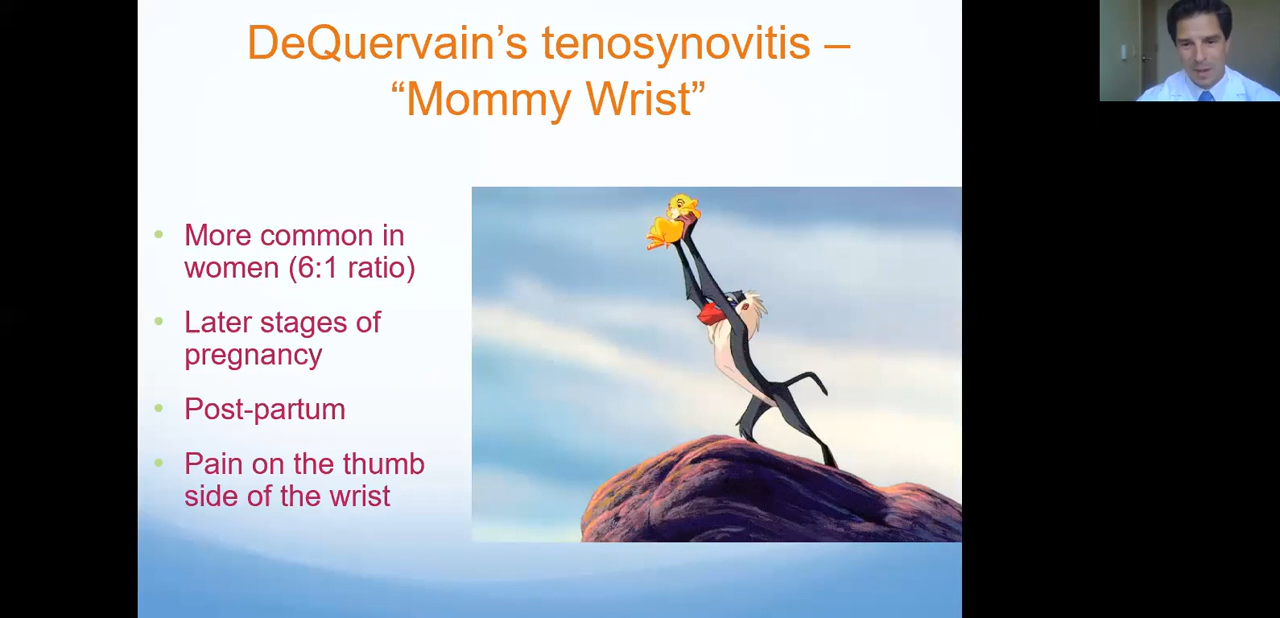 DeQuervain’s tenosynovitis –
“Mommy Wrist”
• More common in
women (6:1 ratio)
• Later stages of
pregnancy
• Post-partum
• Pain on the thumb
side of the wrist